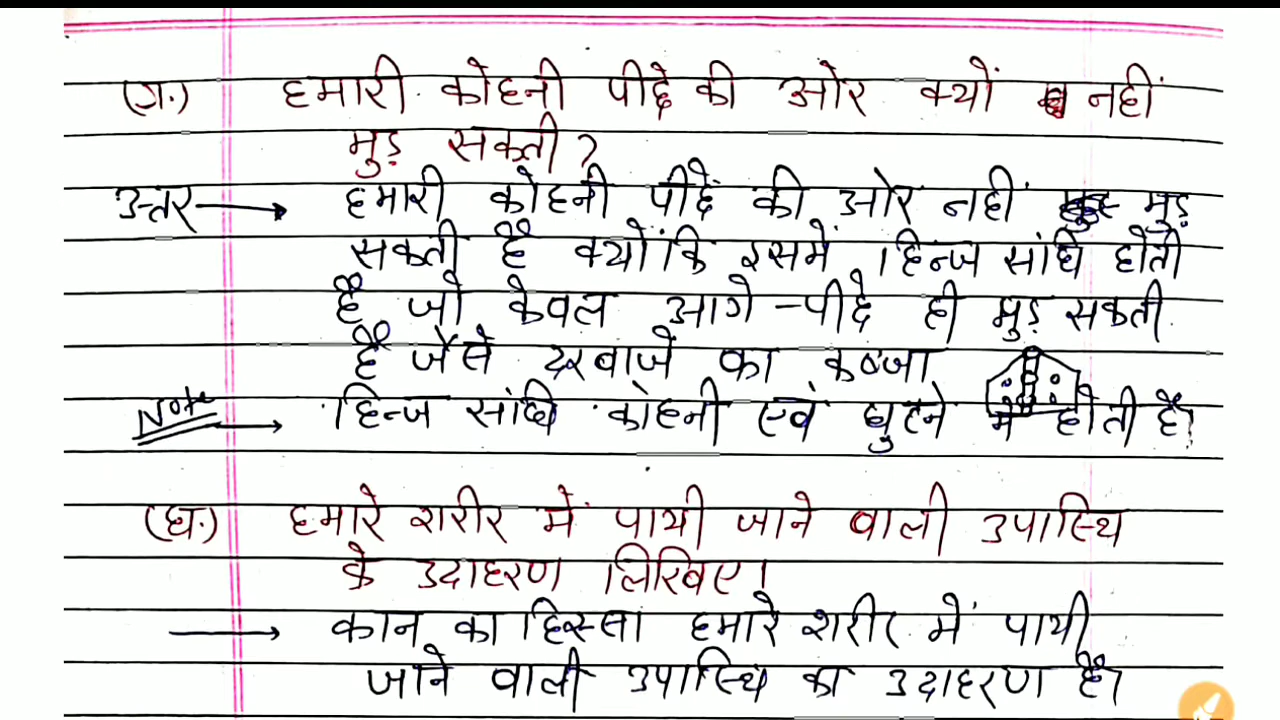 (ग.) हमारी कोहनी पीछे की ओर क्यों नहीं
मुड़ सकती?
उत्तर → हमारी कोहनी पीछे की ओर नहीं मुड़
सकती है क्योंकि इसमें हिन्ज सांधि होती
है जो केवल आगे-पीछे ही मुड़ सकती
है जैसे दरवाजे का कब्जा
Note → हिन्ज सांधि कोहनी एवं घुटने में होती है।
(घ.) हमारे शरीर में पायी जाने वाली उपास्थि
के उदाहरण लिखिए।
→ कान का हिस्सा हमारे शरीर में पायी
जाने वाली उपास्थि का उदाहरण है।